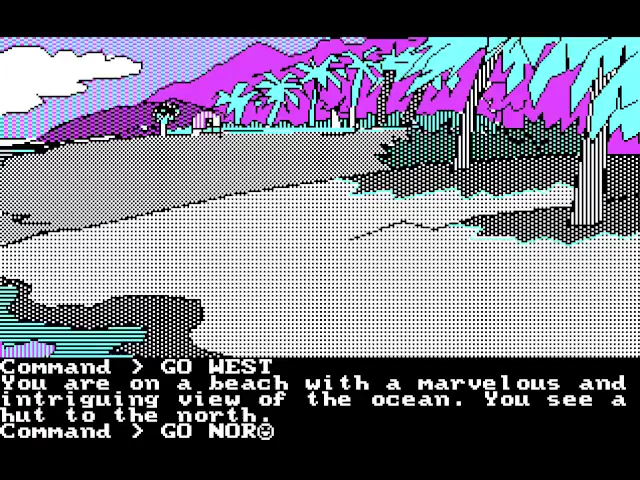 Command > GO WEST
You are on a beach with a marvelous and
intriguing view of the ocean. You see a
hut to the north.
Command > GO NOR